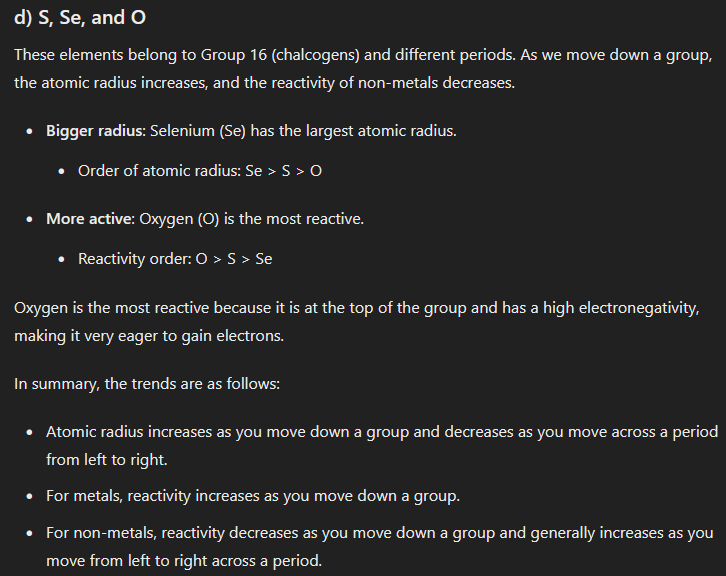 d) S, Se, and O
These elements belong to Group 16 (chalcogens) and different periods. As we move down a group,
the atomic radius increases, and the reactivity of non-metals decreases.
• Bigger radius: Selenium (Se) has the largest atomic radius.
• Order of atomic radius: Se > S > O
• More active: Oxygen (O) is the most reactive.
• Reactivity order: O > S > Se
Oxygen is the most reactive because it is at the top of the group and has a high electronegativity,
making it very eager to gain electrons.
In summary, the trends are as follows:
• Atomic radius increases as you move down a group and decreases as you move across a period
from left to right.
• For metals, reactivity increases as you move down a group.
• For non-metals, reactivity decreases as you move down a group and generally increases as you
move from left to right across a period.